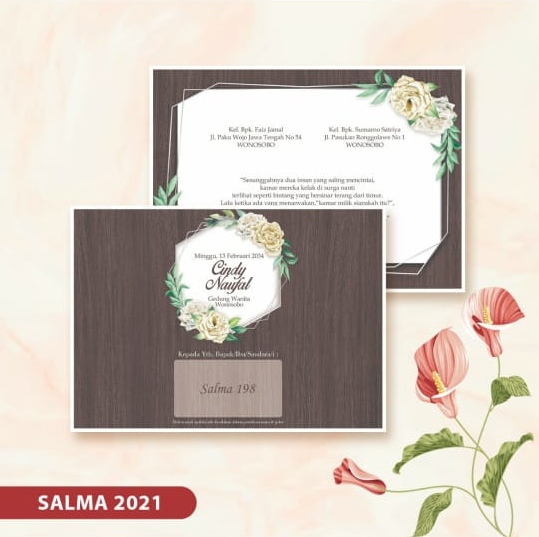 Kel. Bpk. Faiz Jamal
Jl. Paku Wojo Jawa Tengah No 54
WONOSOBO
Kel. Bpk. Sumarno Satriya
Jl. Pasukan Ronggolawe No 1
WONOSOBO
"Sesungguhnya dua insan yang saling mencintai,
kamar mereka kelak di surga nanti
terlihat seperti bintang yang bersinar terang dari timur.
Lalu ketika ada yang menanyakan,"kamar milik siapakah itu?",
Minggu, 13 Februari 2034
Cindy
Naufal
Gedung Wanita
Wonosobo
Kepada Yth. Bapak/Ibu/Saudara/i :
Salma 198
SALMA 2021